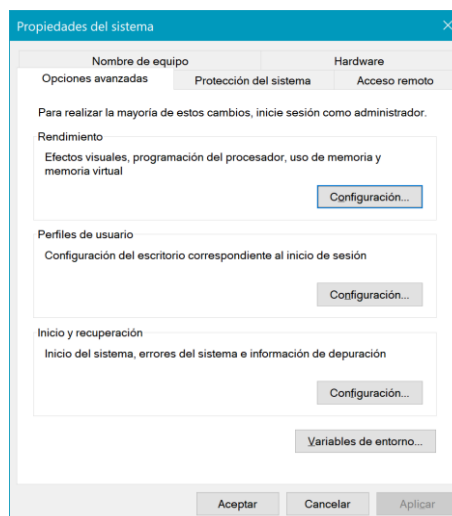 Propiedades del sistema
Nombre de equipo Hardware
Opciones avanzadas Protección del sistema Acceso remoto
Para realizar la mayoría de estos cambios, inicie sesión como administrador.
Rendimiento
Efectos visuales, programación del procesador, uso de memoria y
memoria virtual
Configuración...
Perfiles de usuario
Configuración del escritorio correspondiente al inicio de sesión
Configuración...
Inicio y recuperación
Inicio del sistema, errores del sistema e información de depuración
Configuración...
Variables de entorno...
Aceptar Cancelar Aplicar